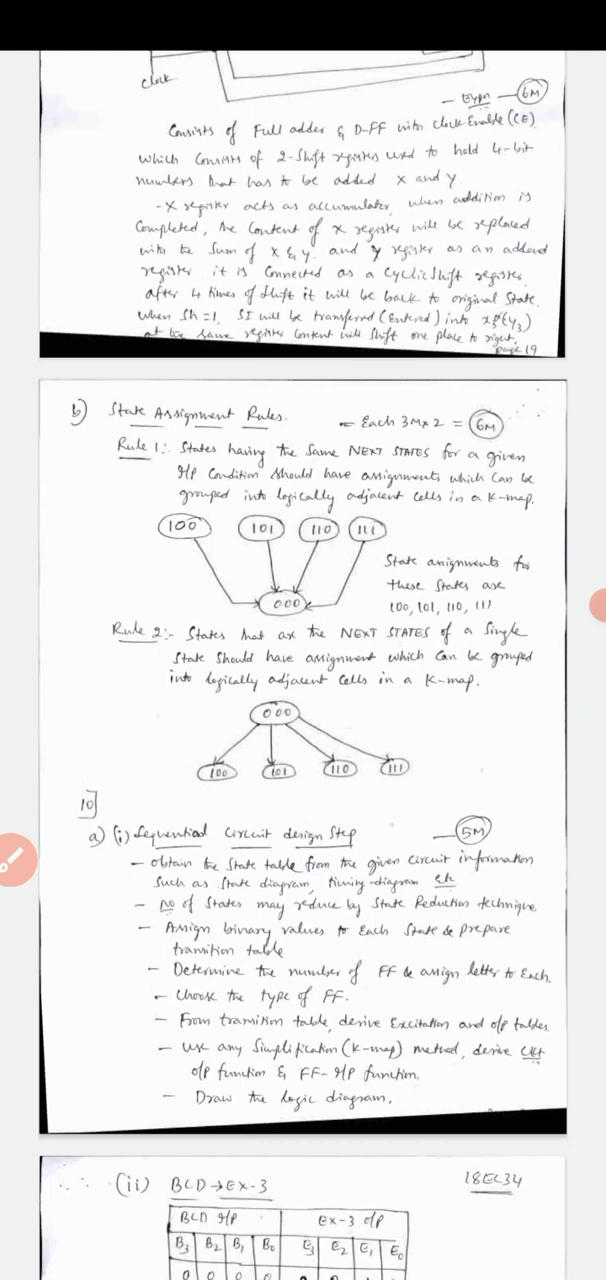 Clock
- Expn - 6M
Consists of Full adder & D-FF with Clock Enable (CE).
which consists of 2-Shift registers used to hold 4-bit
numbers that has to be added x and y
- X register acts as accumulator, when addition is
Completed, the Content of x register will be replaced
with the Sum of x & y. and y register as an addend
register it is Connected as a cyclic shift register.
after 4 times of Shift it will be back to original State.
when Sh=1, SI will be transferred (Entered) into x3(y3)
at the same register content will shift one place to right.
page 19
b) State Assignment Rules. - Each 3M x 2 = 6M
Rule 1:- States having the Same NEXT STATES for a given
I/P Condition should have assignments which can be
grouped into logically adjacent cells in a K-map.
100 101 110 111
State assignments for
these States are
000 100, 101, 110, 111
Rule 2:- States that are the NEXT STATES of a Single
State should have assignment which can be grouped
into logically adjacent cells in a K-map.
000
100 101 110 111
10]
a) (i) Sequential Circuit design Step - 5M
- obtain the State table from the given Circuit information
Such as State diagram, timing-diagram etc
- no of States may reduce by State Reduction technique.
- Assign binary values to Each State & prepare
transition table
- Determine the number of FF & assign letter to Each.
- Choose the type of FF.
- From transition table, derive Excitation and o/p tables.
- use any Simplification (K-map) method, derive CKt
o/p function & FF-I/P function.
- Draw the logic diagram.
(ii) BCD → EX-3 18EC34
BCD I/P Ex-3 o/p
B3 B2 B1 B0 E3 E2 E1 E0
0 0 0 0